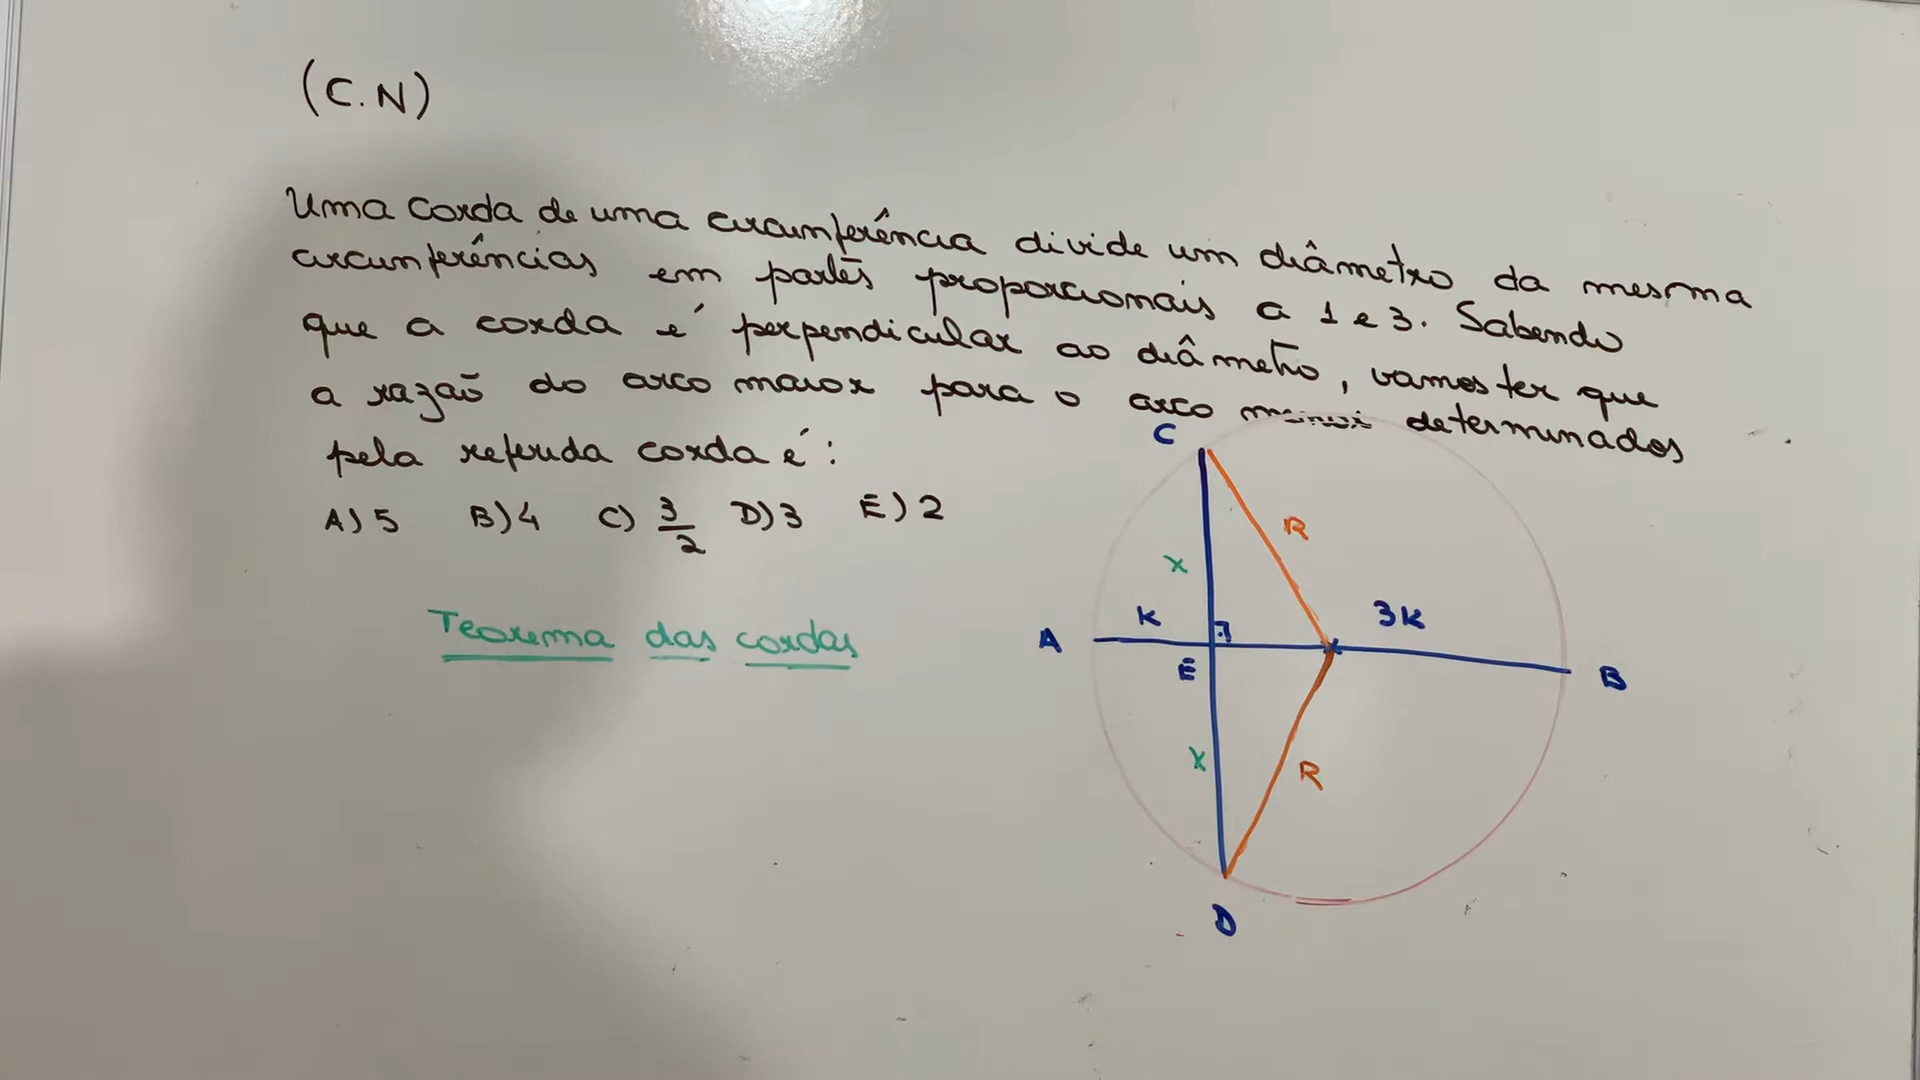 (C.N)
Uma corda de uma circunferência divide um diâmetro da mesma
circunferências em partes proporcionais a 1 e 3. Sabendo
que a corda é perpendicular ao diâmetro, vamos ter que
a razão do arco maior para o arco menor determinados
pela referida corda é:
A) 5 B) 4 C) 3/2 D) 3 E) 2
Teorema das cordas
C
R
x
K
3K
A
E
B
x
R
D